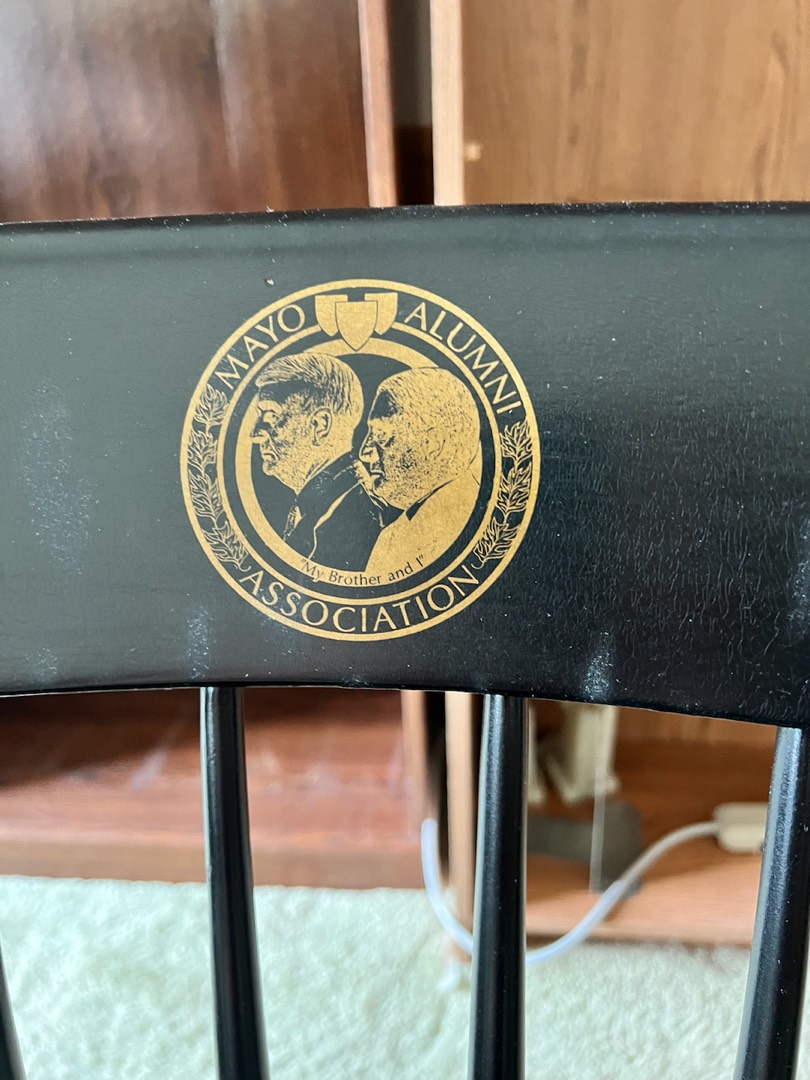 MAYO ALUMNI
"My Brother and I"
ASSOCIATION